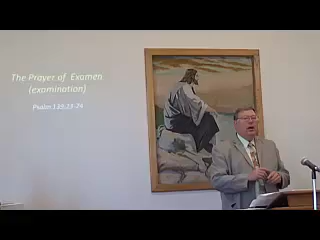 The Prayer of Examen
(examination)
Psalm 139:23-24